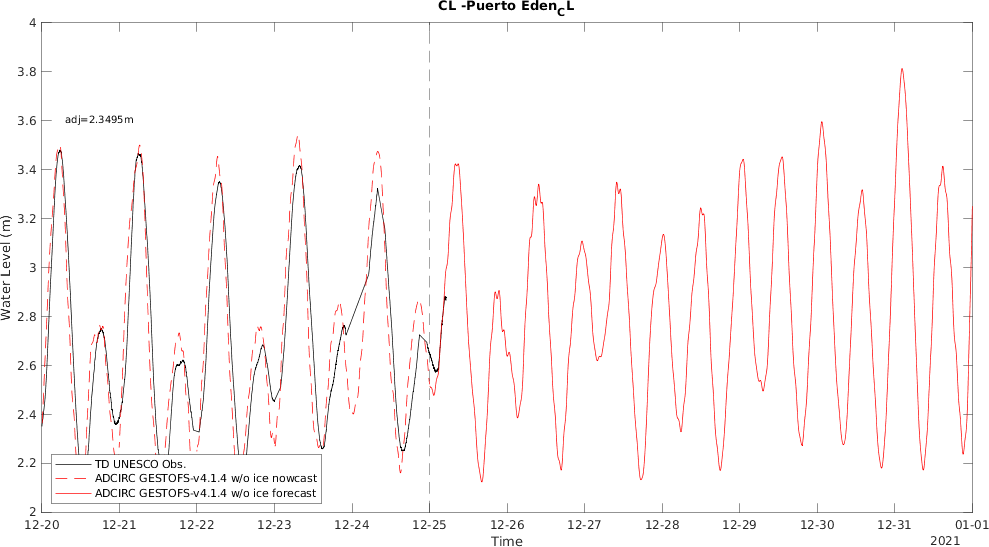 CL -Puerto Eden_CL
4
3.8
3.6
3.4
3.2
3
2.8
2.6
2.4
2.2
2
Water Level (m)
adj=2.3495m
TD UNESCO Obs.
ADCIRC GESTOFS-v4.1.4 w/o ice nowcast
ADCIRC GESTOFS-v4.1.4 w/o ice forecast
12-20 12-21 12-22 12-23 12-24 12-25 12-26 12-27 12-28 12-29 12-30 12-31 01-01
Time
2021